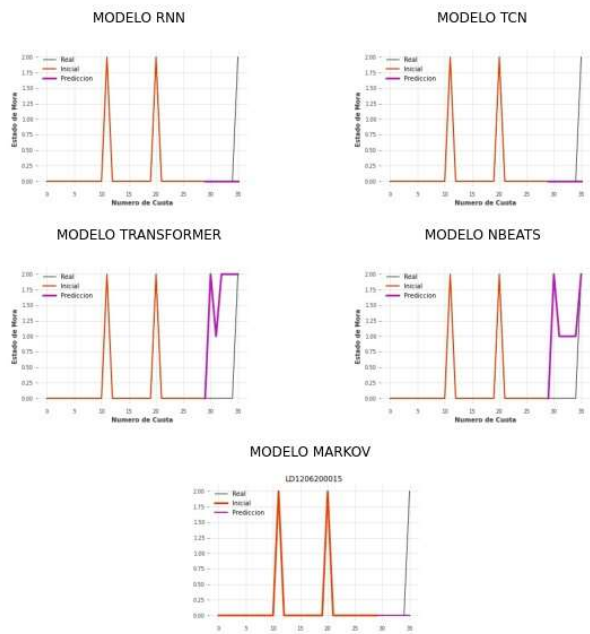 MODELO RNN
MODELO TCN
2.00
1.75
1.50
1.25
1.00
0.75
0.50
0.25
0.00
Estado de Mora
Real
Inicial
Prediccion
0 5 10 15 20 25 30 35
Numero de Cuota
2.00
1.75
1.50
1.25
1.00
0.75
0.50
0.25
0.00
Estado de Mora
Real
Inicial
Prediccion
0 5 10 15 20 25 30 35
Numero de Cuota
MODELO TRANSFORMER
MODELO NBEATS
2.00
1.75
1.50
1.25
1.00
0.75
0.50
0.25
0.00
Estado de Mora
Real
Inicial
Prediccion
0 5 10 15 20 25 30 35
Numero de Cuota
2.00
1.75
1.50
1.25
1.00
0.75
0.50
0.25
0.00
Estado de Mora
Real
Inicial
Prediccion
0 5 10 15 20 25 30 35
Numero de Cuota
MODELO MARKOV
LD1206200015
2.00
1.75
1.50
1.25
1.00
0.75
0.50
0.25
0.00
Real
Inicial
Prediccion
0 5 10 15 20 25 30 35